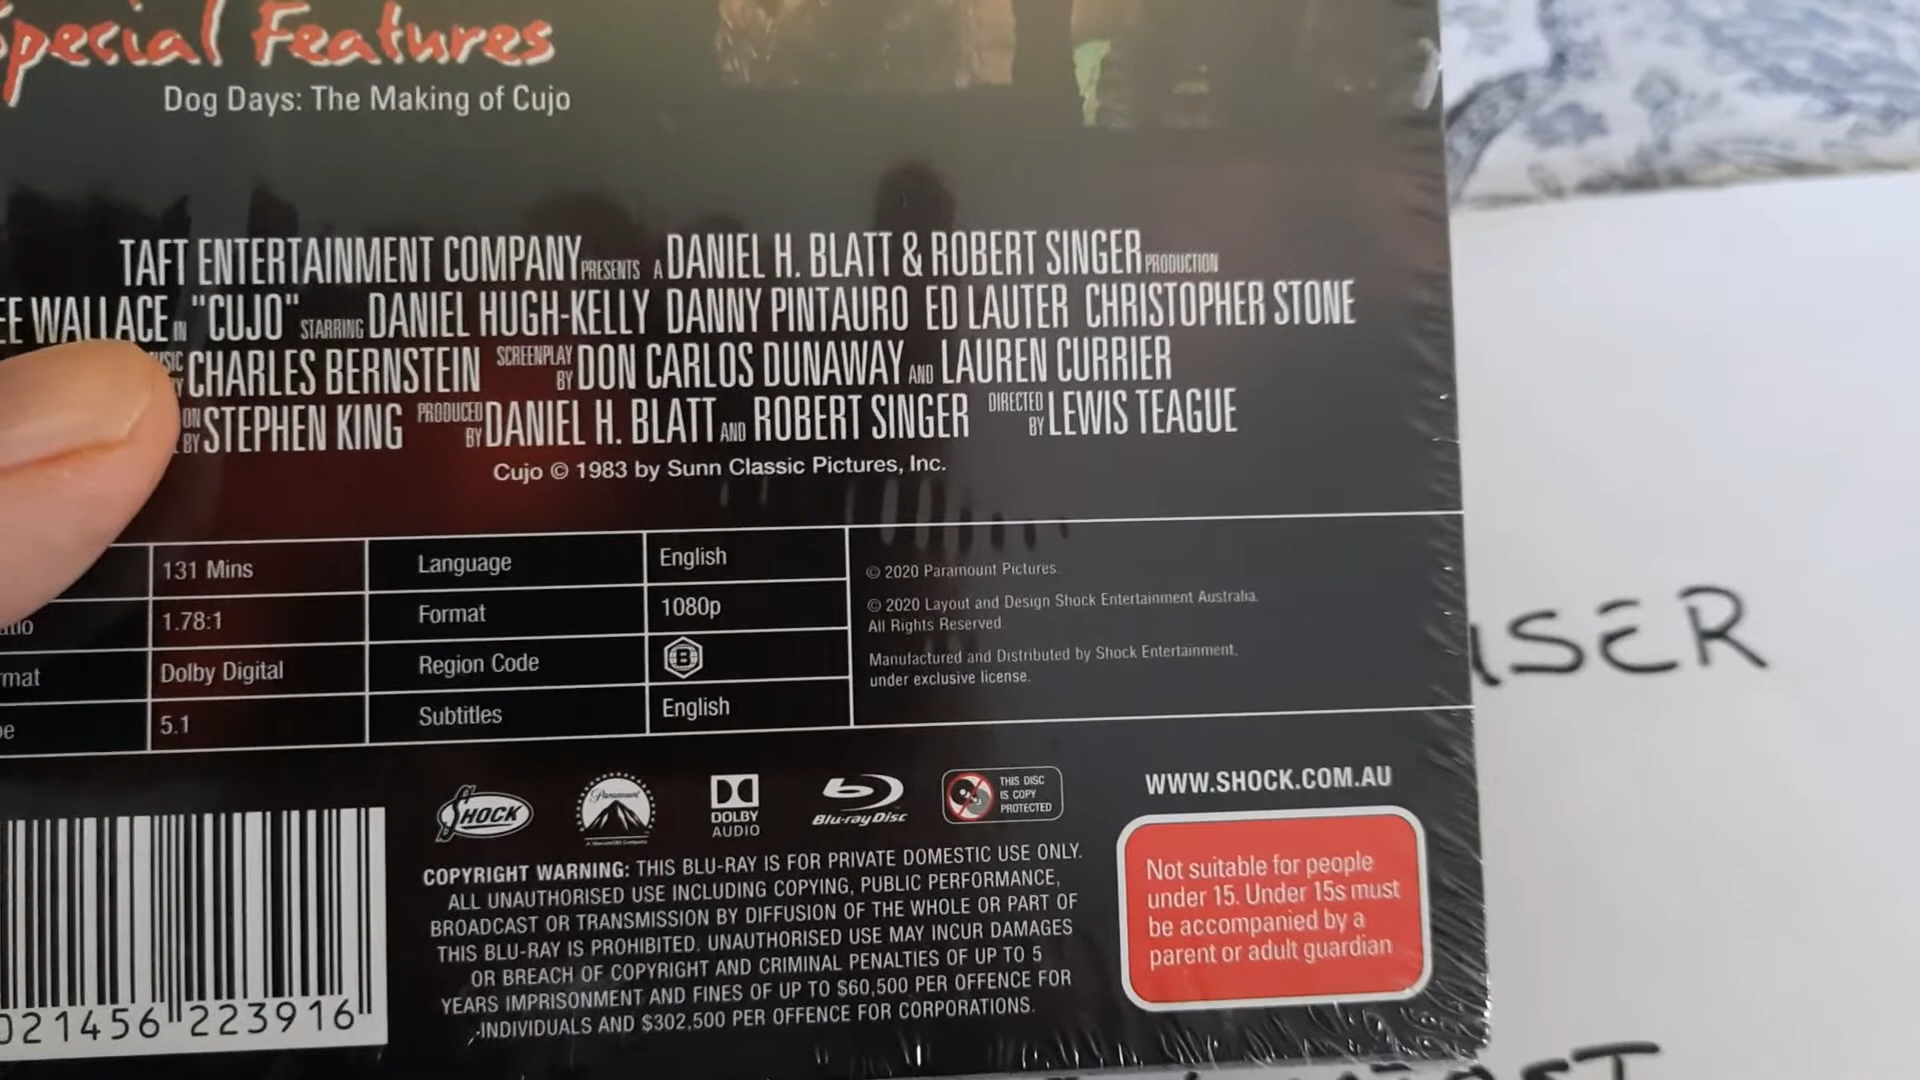 Special Features
Dog Days: The Making of Cujo
TAFT ENTERTAINMENT COMPANY PRESENTS A DANIEL H. BLATT & ROBERT SINGER PRODUCTION
EE WALLACE IN "CUJO" STARRING DANIEL HUGH-KELLY DANNY PINTAURO ED LAUTER CHRISTOPHER STONE
CHARLES BERNSTEIN SCREENPLAY BY DON CARLOS DUNAWAY AND LAUREN CURRIER
ON BY STEPHEN KING PRODUCED BY DANIEL H. BLATT AND ROBERT SINGER DIRECTED BY LEWIS TEAGUE
Cujo © 1983 by Sunn Classic Pictures, Inc.
131 Mins Language English
1.78:1 Format 1080p
Dolby Digital Region Code B
5.1 Subtitles English
© 2020 Paramount Pictures.
© 2020 Layout and Design Shock Entertainment Australia.
All Rights Reserved
Manufactured and Distributed by Shock Entertainment,
under exclusive license.
SHOCK
Paramount
DOLBY
AUDIO
Blu-ray Disc
THIS DISC
IS COPY
PROTECTED
WWW.SHOCK.COM.AU
COPYRIGHT WARNING: THIS BLU-RAY IS FOR PRIVATE DOMESTIC USE ONLY.
ALL UNAUTHORISED USE INCLUDING COPYING, PUBLIC PERFORMANCE,
BROADCAST OR TRANSMISSION BY DIFFUSION OF THE WHOLE OR PART OF
THIS BLU-RAY IS PROHIBITED. UNAUTHORISED USE MAY INCUR DAMAGES
OR BREACH OF COPYRIGHT AND CRIMINAL PENALTIES OF UP TO 5
YEARS IMPRISONMENT AND FINES OF UP TO $60,500 PER OFFENCE FOR
INDIVIDUALS AND $302,500 PER OFFENCE FOR CORPORATIONS.
Not suitable for people
under 15. Under 15s must
be accompanied by a
parent or adult guardian
021456 223916